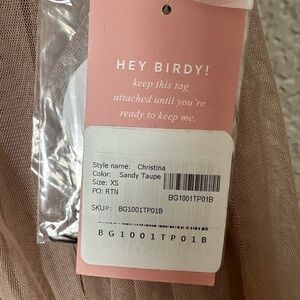 HEY BIRDY!
keep this tag
attached until you're
ready to keep me.
Style name: Christina
Color: Sandy Taupe
Size: XS
PO: RTN
BG1001TP01B
SKU#: BG1001TP01B
BG1001TP01B